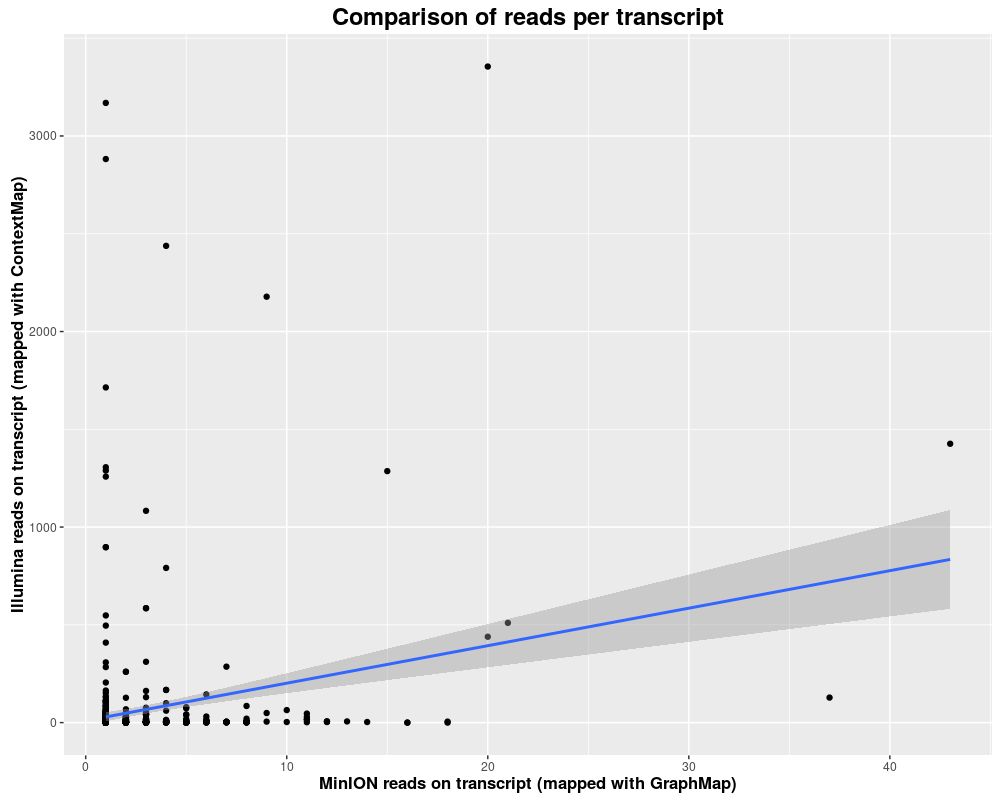 Comparison of reads per transcript
Illumina reads on transcript (mapped with ContextMap)
3000
2000
1000
0
0 10 20 30 40
MinION reads on transcript (mapped with GraphMap)